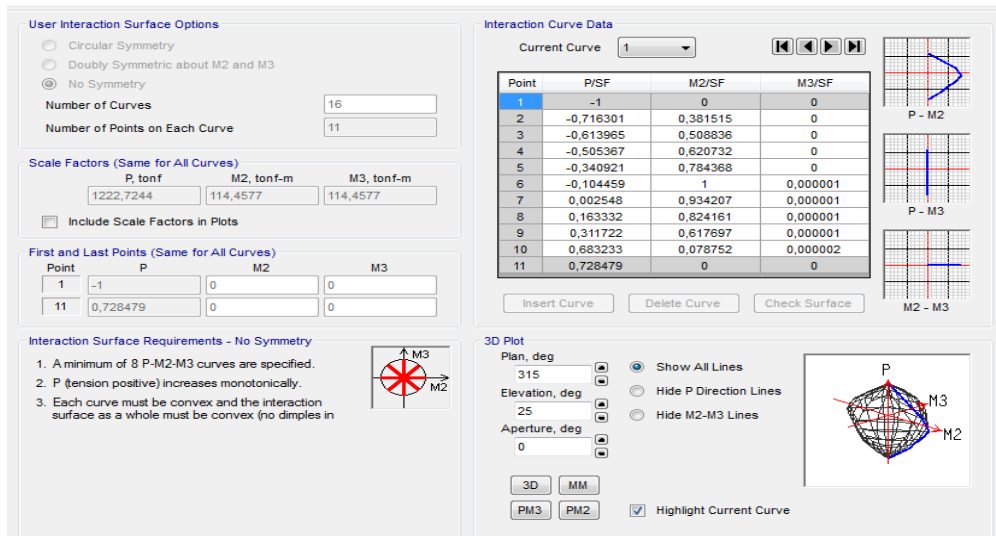 User Interaction Surface Options
Circular Symmetry
Doubly Symmetric about M2 and M3
No Symmetry
Number of Curves 16
Number of Points on Each Curve 11
Scale Factors (Same for All Curves)
P, tonf M2, tonf-m M3, tonf-m
1222,7244 114,4577 114,4577
Include Scale Factors in Plots
First and Last Points (Same for All Curves)
Point P M2 M3
1 -1 0 0
11 0,728479 0 0
Interaction Surface Requirements - No Symmetry
1. A minimum of 8 P-M2-M3 curves are specified.
2. P (tension positive) increases monotonically.
3. Each curve must be convex and the interaction
surface as a whole must be convex (no dimples in
M3
M2
Interaction Curve Data
Current Curve 1
Point P/SF M2/SF M3/SF
1 -1 0 0
2 -0,716301 0,381515 0
3 -0,613965 0,508836 0
4 -0,505367 0,620732 0
5 -0,340921 0,784368 0
6 -0,104459 1 0,000001
7 0,002548 0,934207 0,000001
8 0,163332 0,824161 0,000001
9 0,311722 0,617697 0,000001
10 0,683233 0,078752 0,000002
11 0,728479 0 0
P - M2
P - M3
M2 - M3
Insert Curve Delete Curve Check Surface
3D Plot
Plan, deg
315
Elevation, deg
25
Aperture, deg
0
Show All Lines
Hide P Direction Lines
Hide M2-M3 Lines
3D MM
PM3 PM2
Highlight Current Curve
P
M3
M2